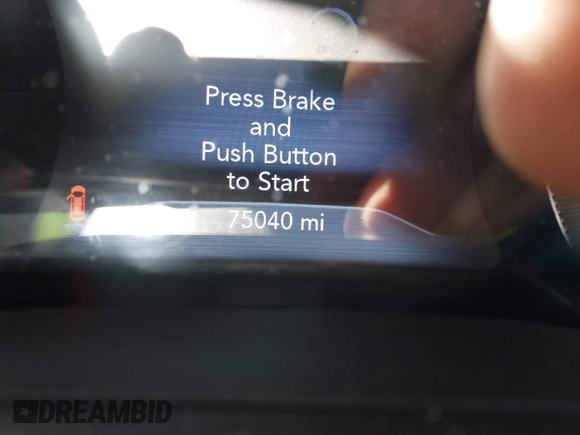 Press Brake
and
Push Button
to Start
75040 mi
DREAMBID